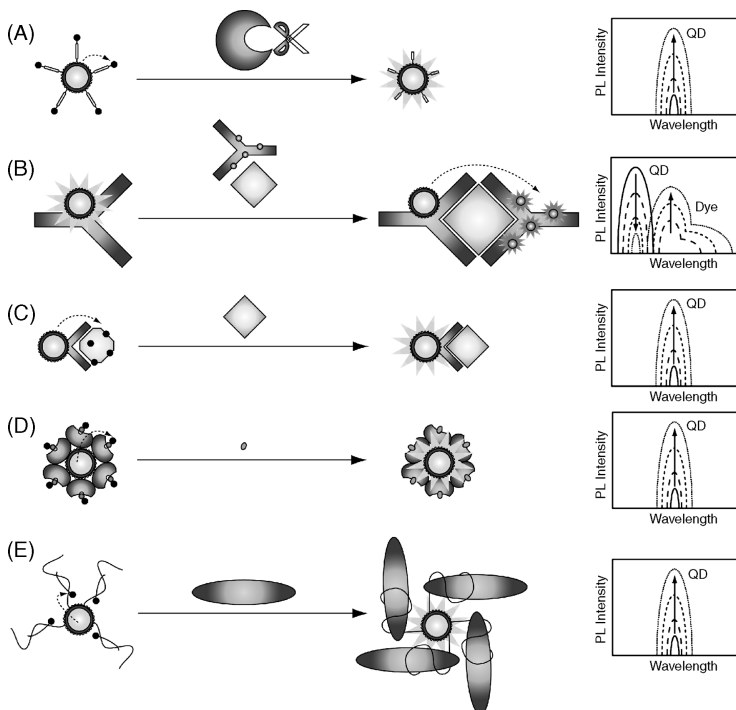 (A)
PL Intensity
QD
Wavelength
(B)
PL Intensity
QD
Dye
Wavelength
(C)
PL Intensity
QD
Wavelength
(D)
PL Intensity
QD
Wavelength
(E)
PL Intensity
QD
Wavelength